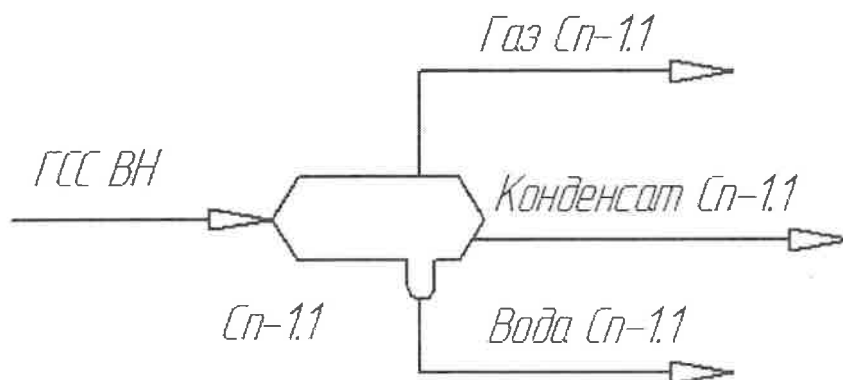 Газ Сп-1.1
ГСС ВН
Конденсат Сп-1.1
Сп-1.1
Вода Сп-1.1